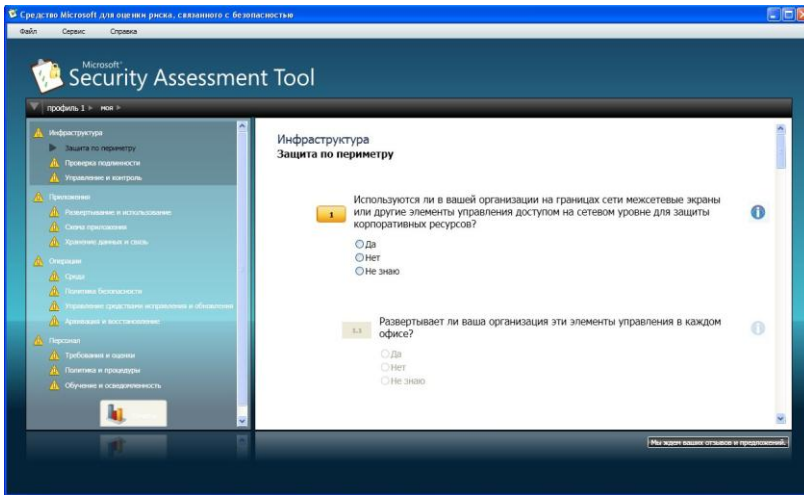 Средство Microsoft для оценки риска, связанного с безопасностью
Файл Сервис Справка
Microsoft®
Security Assessment Tool
профиль 1 моя
Инфраструктура
Защита по периметру
Проверка подлинности
Управление и контроль
Приложения
Развертывание и использование
Схема приложения
Хранение данных и связь
Операции
Среда
Политика безопасности
Управление средствами исправления и обновления
Архивация и восстановление
Персонал
Требования и оценки
Политика и процедуры
Обучение и осведомленность
Инфраструктура
Защита по периметру
1
Используются ли в вашей организации на границах сети межсетевые экраны
или другие элементы управления доступом на сетевом уровне для защиты
корпоративных ресурсов?
Да
Нет
Не знаю
1.1
Развертывает ли ваша организация эти элементы управления в каждом
офисе?
Да
Нет
Не знаю
Мы ждем ваших отзывов и предложений.